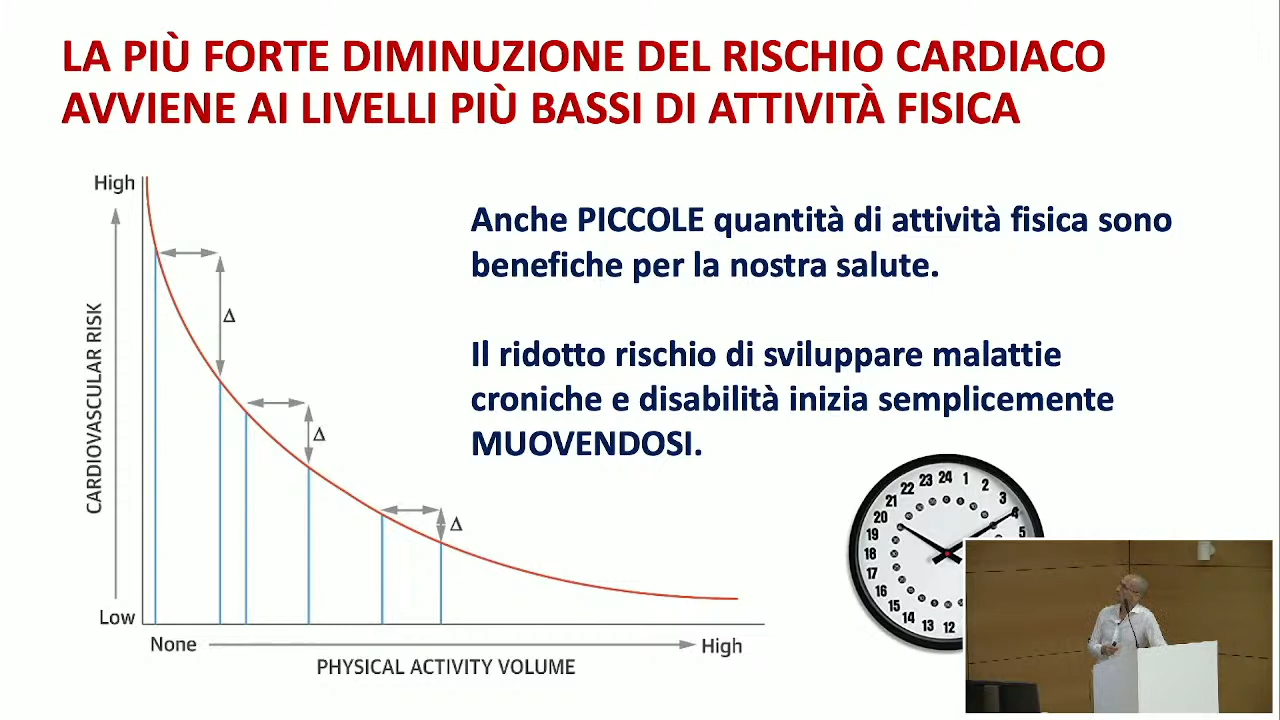 LA PIÙ FORTE DIMINUZIONE DEL RISCHIO CARDIACO
AVVIENE AI LIVELLI PIÙ BASSI DI ATTIVITÀ FISICA
High
CARDIOVASCULAR RISK
Low
Δ
Δ
Δ
None
High
PHYSICAL ACTIVITY VOLUME
Anche PICCOLE quantità di attività fisica sono
benefiche per la nostra salute.
Il ridotto rischio di sviluppare malattie
croniche e disabilità inizia semplicemente
MUOVENDOSI.
24
1
2
3
4
5
12
13
14
15
16
17
18
19
20
21
22
23